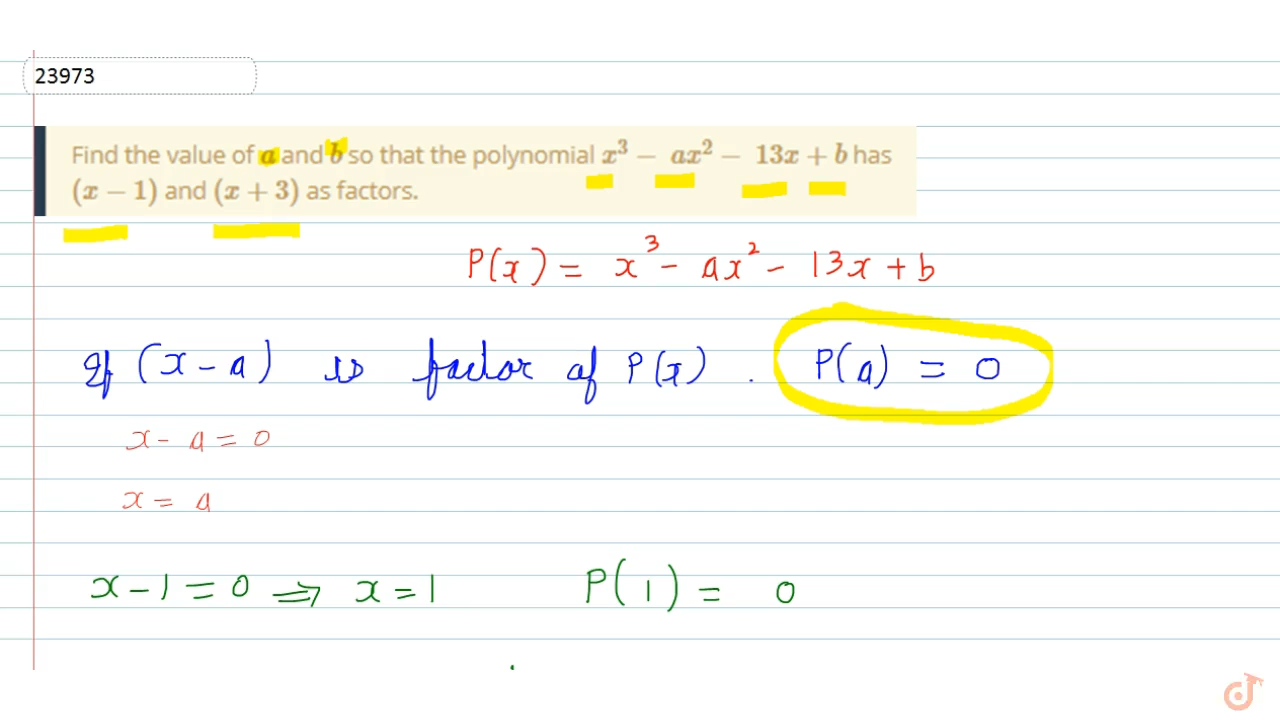 23973
Find the value of a and b so that the polynomial x³ − ax² − 13x + b has
(x − 1) and (x + 3) as factors.
P(x) = x³ − ax² − 13x + b
If (x − a) is factor of P(x). P(a) = 0
x − a = 0
x = a
x − 1 = 0 ⇒ x = 1 P(1) = 0